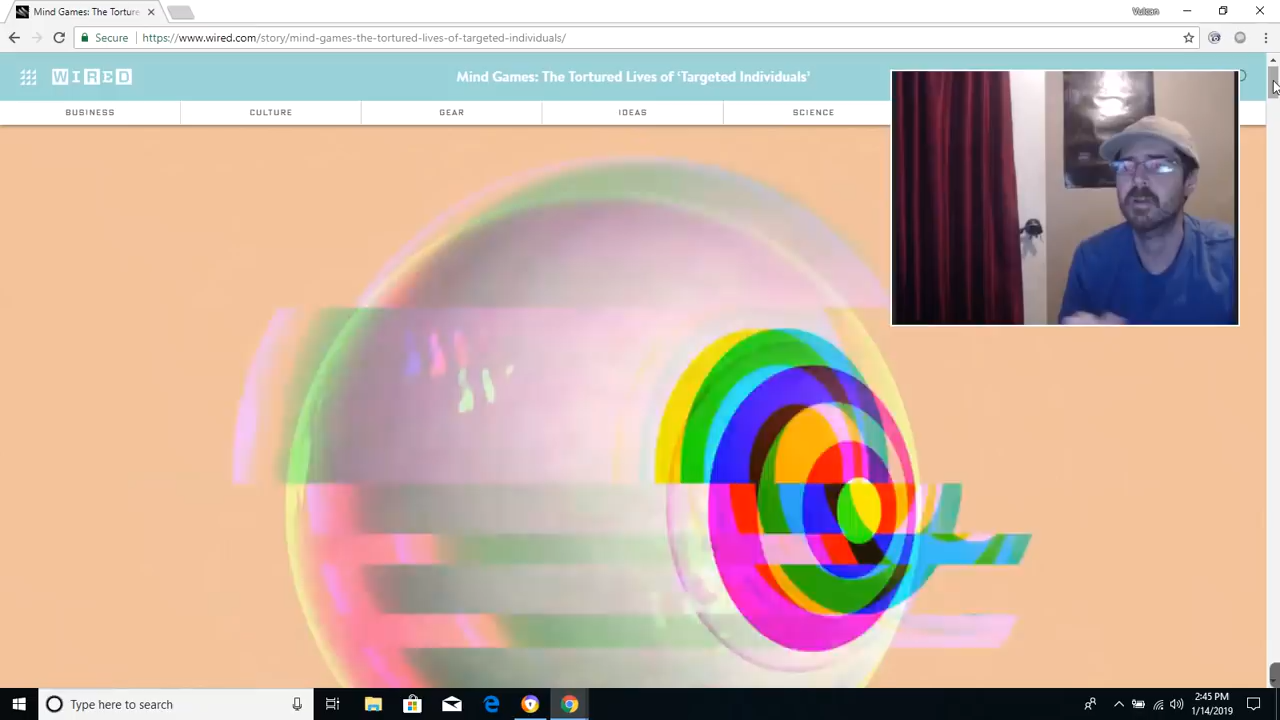 Mind Games: The Torture
Vulcan
Secure
https://www.wired.com/story/mind-games-the-tortured-lives-of-targeted-individuals/
WIRED
Mind Games: The Tortured Lives of ‘Targeted Individuals’
BUSINESS
CULTURE
GEAR
IDEAS
SCIENCE
Type here to search
2:45 PM
1/14/2019